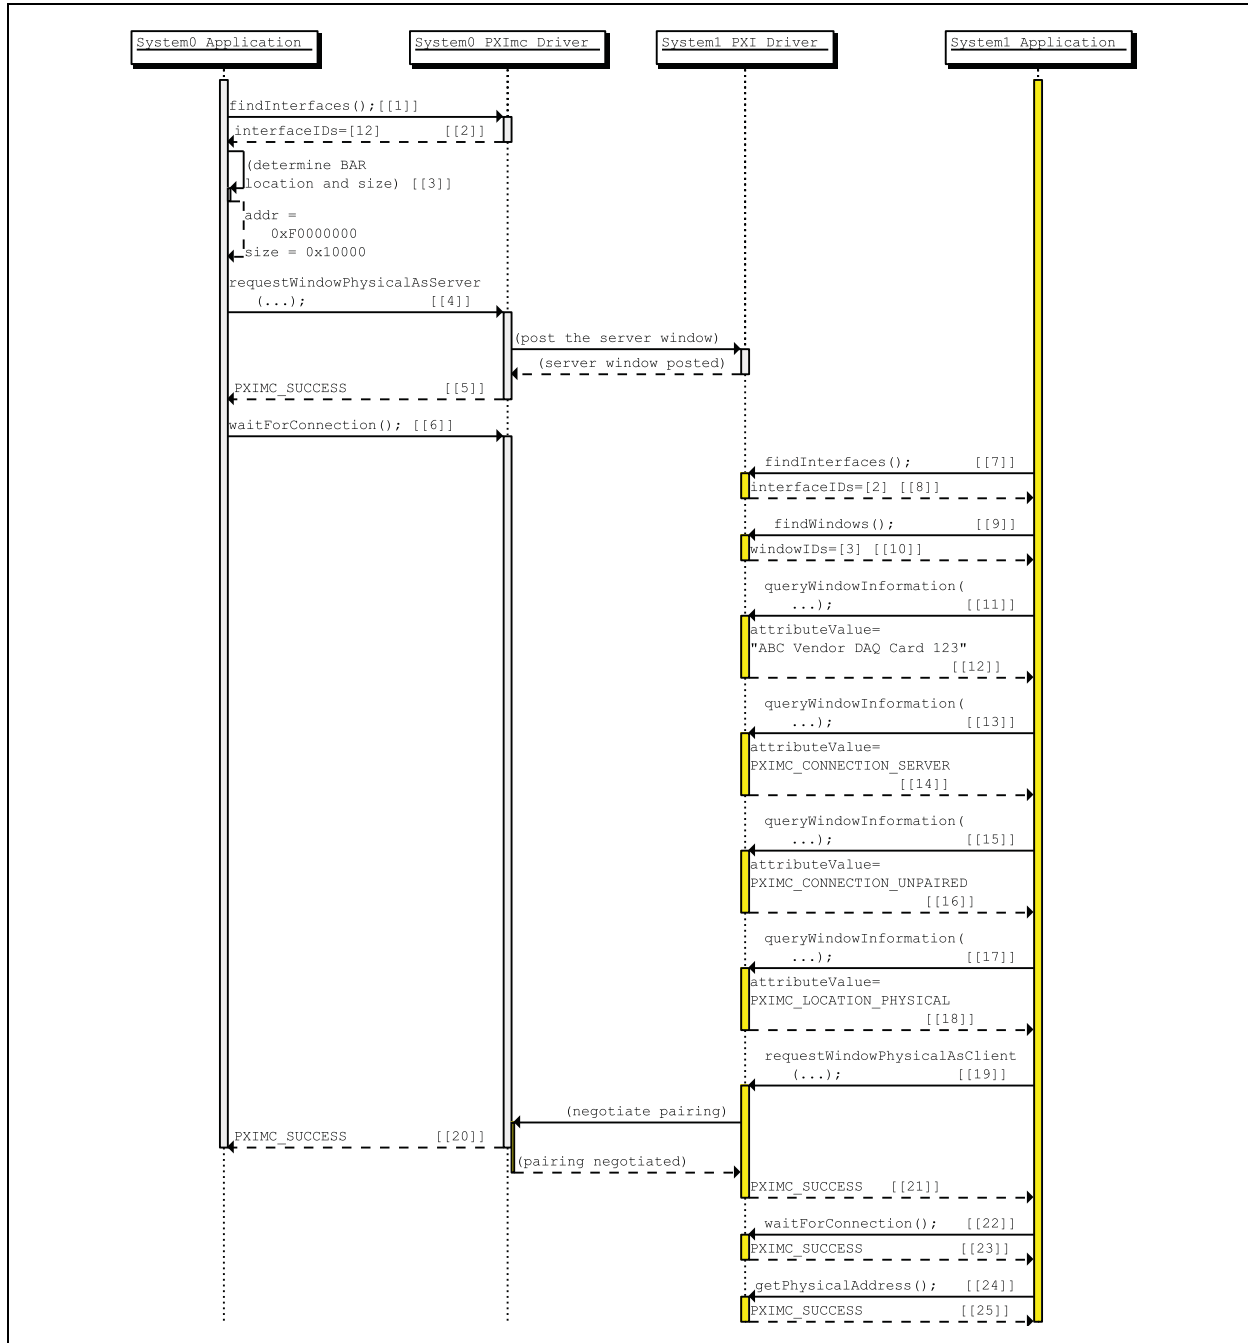 System0 Application
System0 PXImc Driver
System1 PXI Driver
System1 Application
findInterfaces();[[1]]
interfaceIDs=[12] [[2]]
(determine BAR
location and size) [[3]]
addr =
0xF0000000
size = 0x10000
requestWindowPhysicalAsServer
(...); [[4]]
(post the server window)
(server window posted)
PXIMC_SUCCESS [[5]]
waitForConnection(); [[6]]
findInterfaces(); [[7]]
interfaceIDs=[2] [[8]]
findWindows(); [[9]]
windowIDs=[3] [[10]]
queryWindowInformation(
...); [[11]]
attributeValue=
"ABC Vendor DAQ Card 123"
[[12]]
queryWindowInformation(
...); [[13]]
attributeValue=
PXIMC_CONNECTION_SERVER
[[14]]
queryWindowInformation(
...); [[15]]
attributeValue=
PXIMC_CONNECTION_UNPAIRED
[[16]]
queryWindowInformation(
...); [[17]]
attributeValue=
PXIMC_LOCATION_PHYSICAL
[[18]]
requestWindowPhysicalAsClient
(...); [[19]]
(negotiate pairing)
PXIMC_SUCCESS [[20]]
(pairing negotiated)
PXIMC_SUCCESS [[21]]
waitForConnection(); [[22]]
PXIMC_SUCCESS [[23]]
getPhysicalAddress(); [[24]]
PXIMC_SUCCESS [[25]]